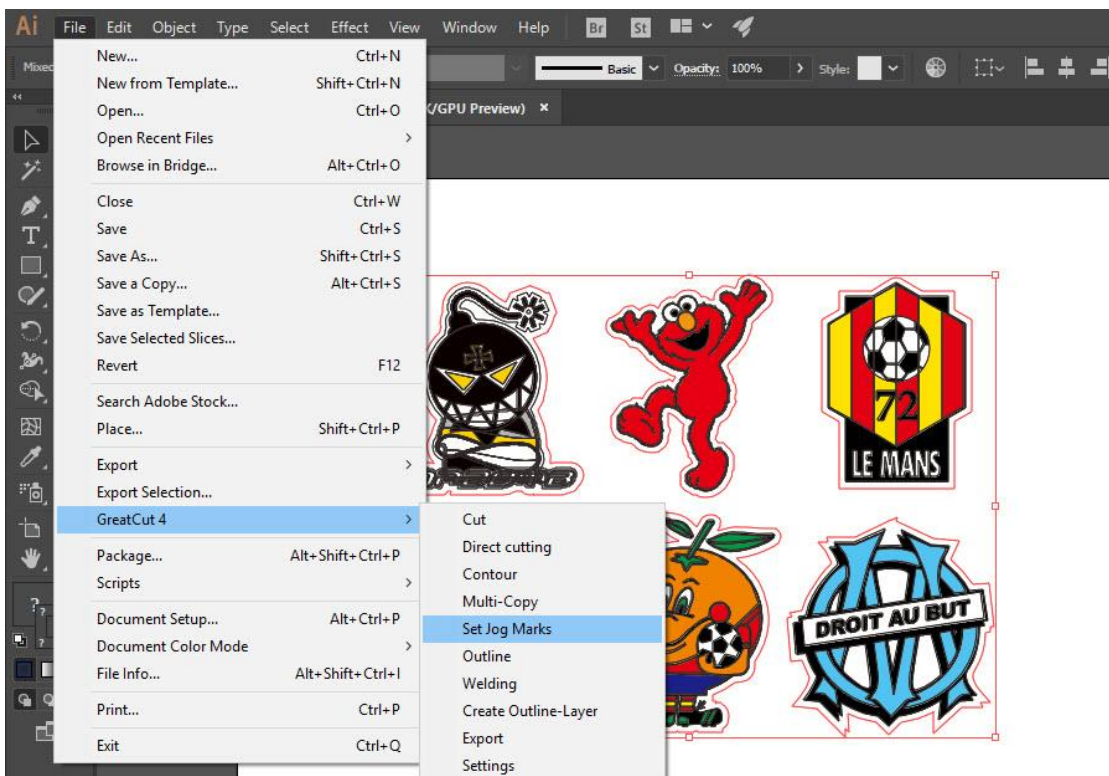 Ai File Edit Object Type Select Effect View Window Help Br St
Mixed Basic Opacity: 100% Style:
/GPU Preview) ×
New... Ctrl+N
New from Template... Shift+Ctrl+N
Open... Ctrl+O
Open Recent Files
Browse in Bridge... Alt+Ctrl+O
Close Ctrl+W
Save Ctrl+S
Save As... Shift+Ctrl+S
Save a Copy... Alt+Ctrl+S
Save as Template...
Save Selected Slices...
Revert F12
Search Adobe Stock...
Place... Shift+Ctrl+P
Export
Export Selection...
GreatCut 4
Package... Alt+Shift+Ctrl+P
Scripts
Document Setup... Alt+Ctrl+P
Document Color Mode
File Info... Alt+Shift+Ctrl+I
Print... Ctrl+P
Exit Ctrl+Q
Cut
Direct cutting
Contour
Multi-Copy
Set Jog Marks
Outline
Welding
Create Outline-Layer
Export
Settings
72
LE MANS
DROIT AU BUT